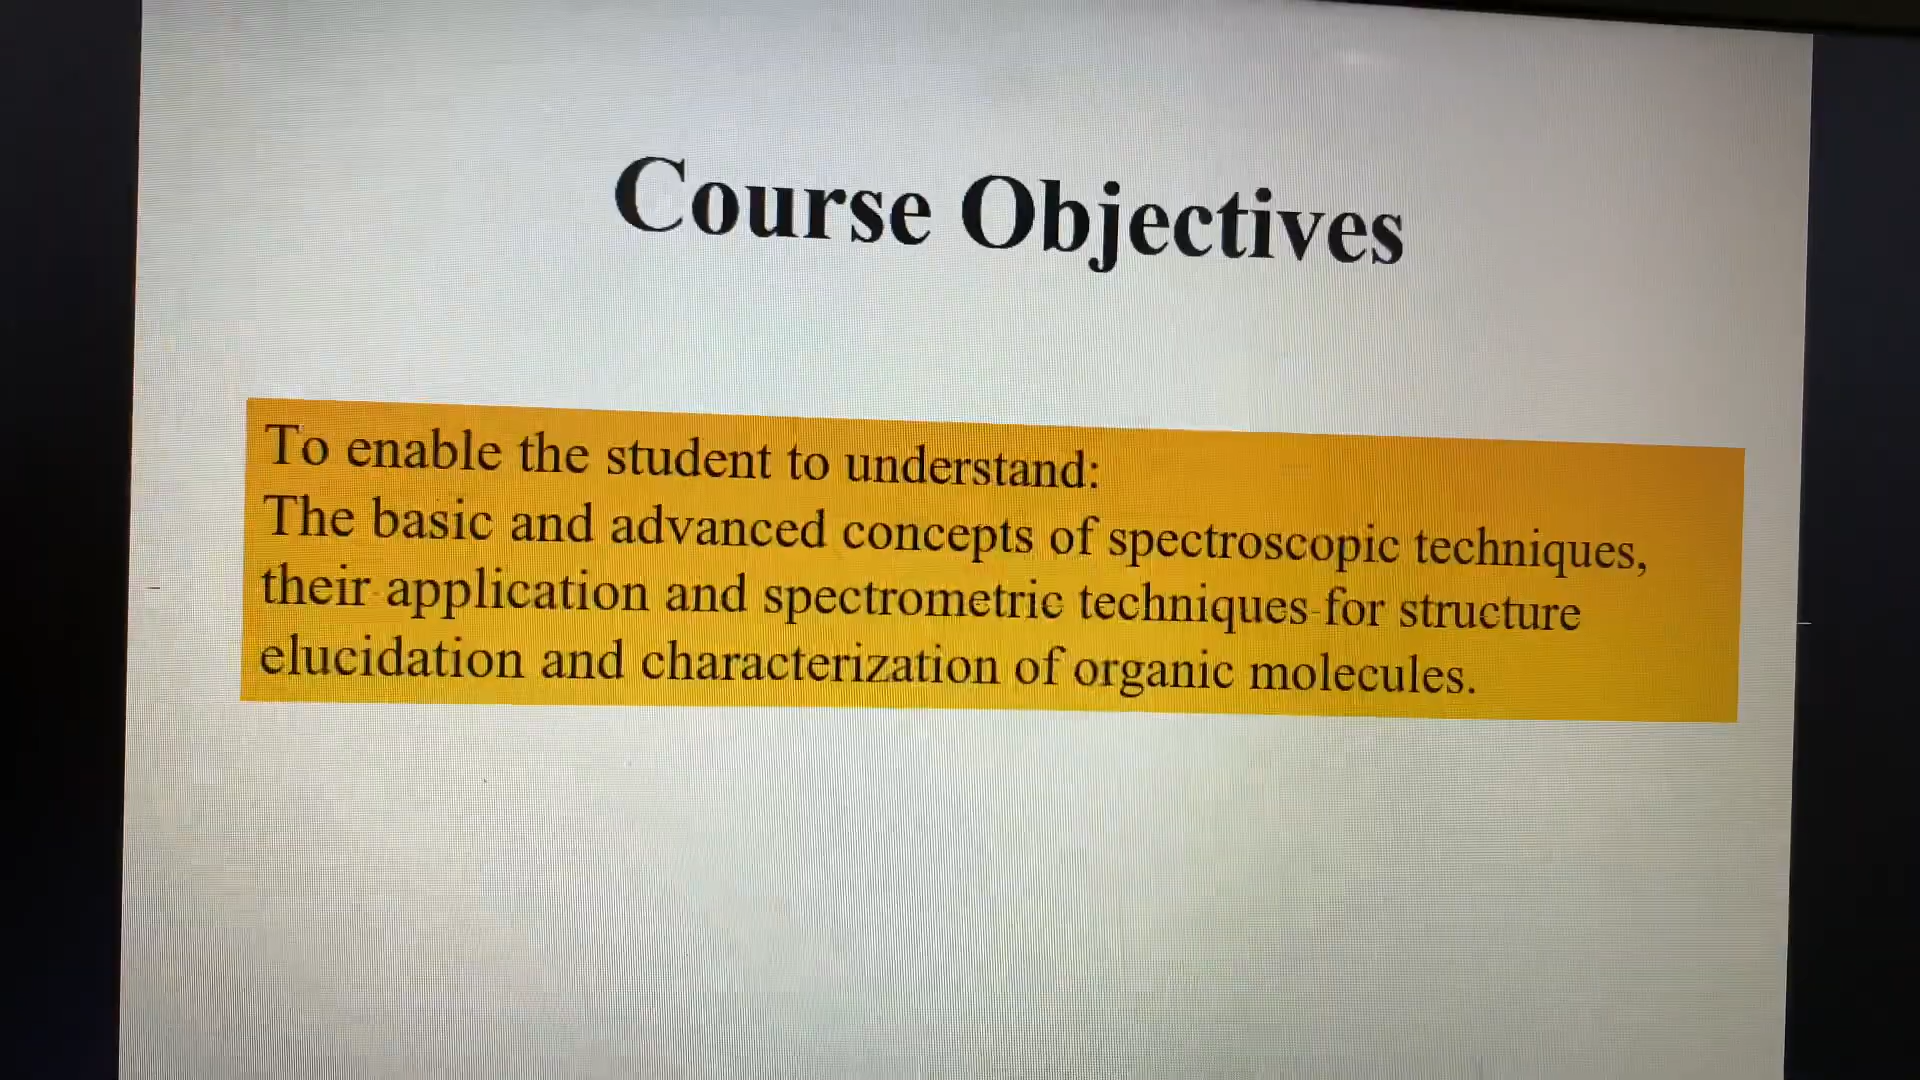 Course Objectives
To enable the student to understand:
The basic and advanced concepts of spectroscopic techniques,
their application and spectrometric techniques for structure
elucidation and characterization of organic molecules.